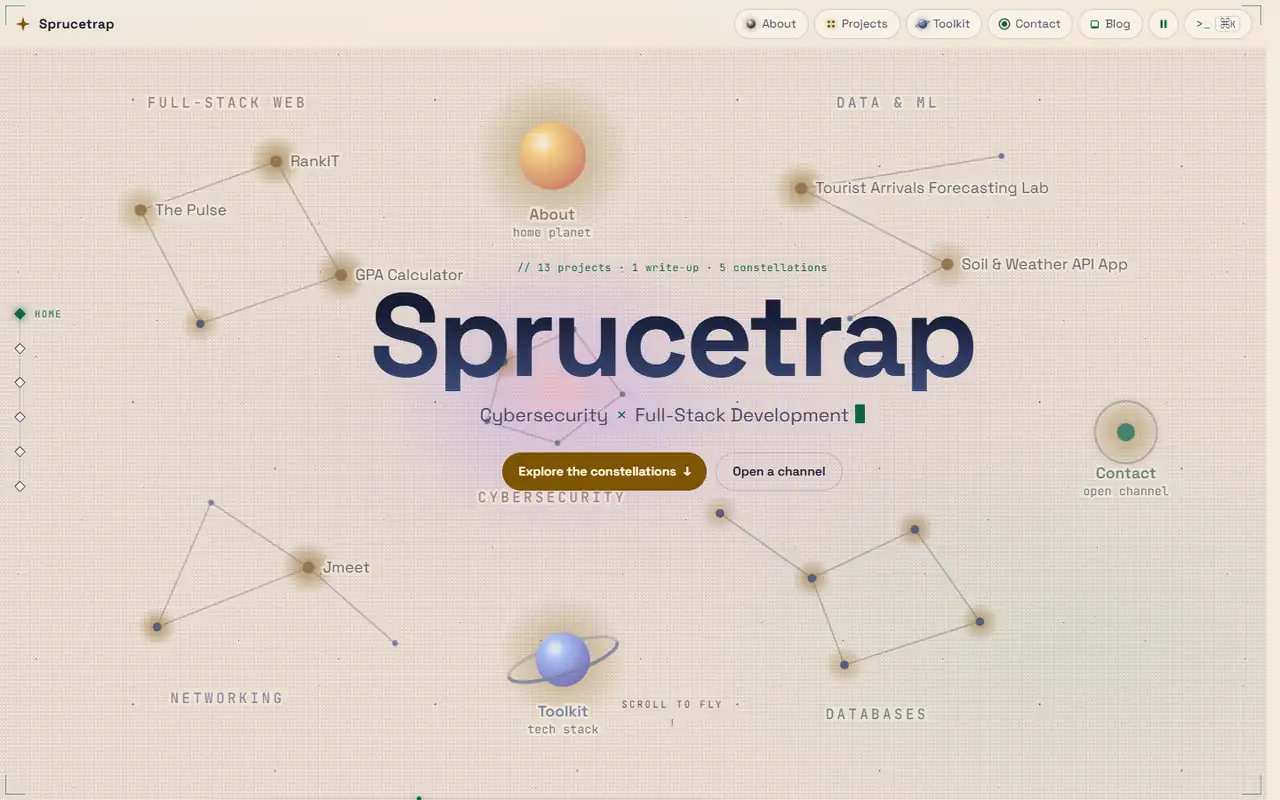 Sprucetrap
About
Projects
Toolkit
Contact
Blog
>_ ⌘K
FULL-STACK WEB
DATA & ML
RankIT
The Pulse
GPA Calculator
About
home planet
Tourist Arrivals Forecasting Lab
Soil & Weather API App
// 13 projects · 1 write-up · 5 constellations
HOME
Sprucetrap
Cybersecurity × Full-Stack Development
Explore the constellations ↓
Open a channel
CYBERSECURITY
Contact
open channel
Jmeet
NETWORKING
Toolkit
tech stack
SCROLL TO FLY
DATABASES